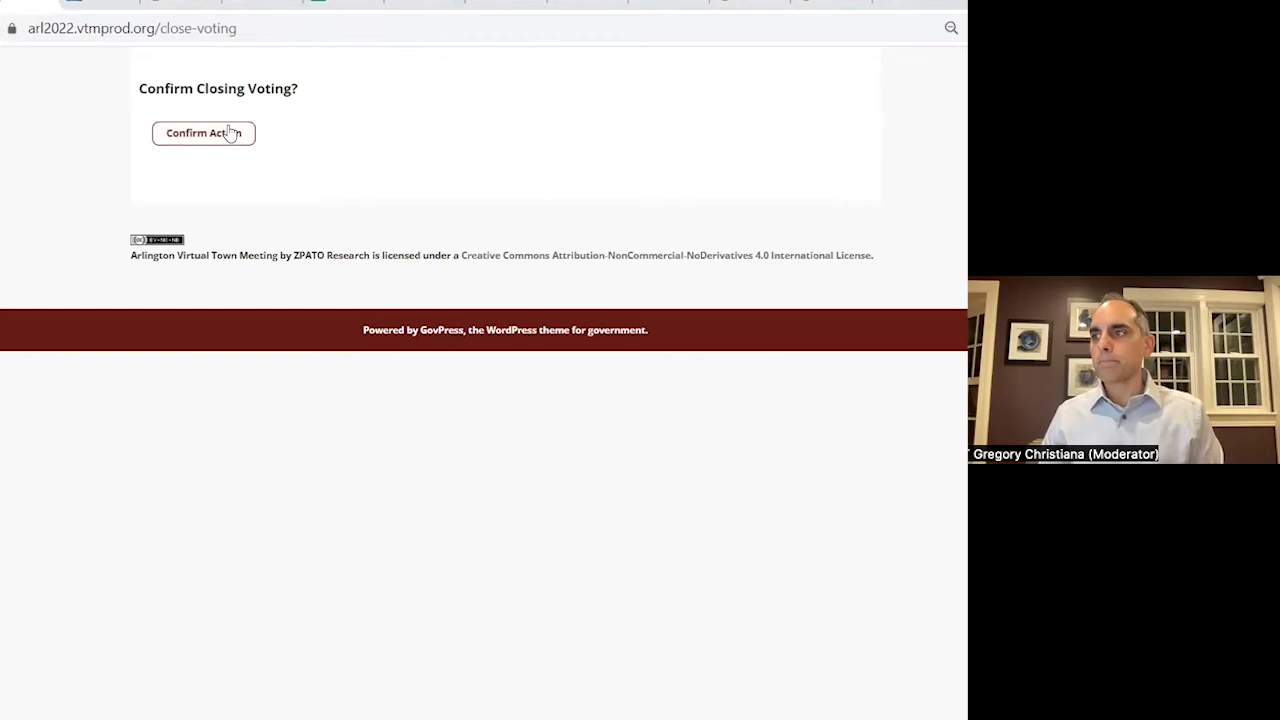 arl2022.vtmprod.org/close-voting
Confirm Closing Voting?
Confirm Action
Arlington Virtual Town Meeting by ZPATO Research is licensed under a Creative Commons Attribution-NonCommercial-NoDerivatives 4.0 International License.
Powered by GovPress, the WordPress theme for government.
Gregory Christiana (Moderator)